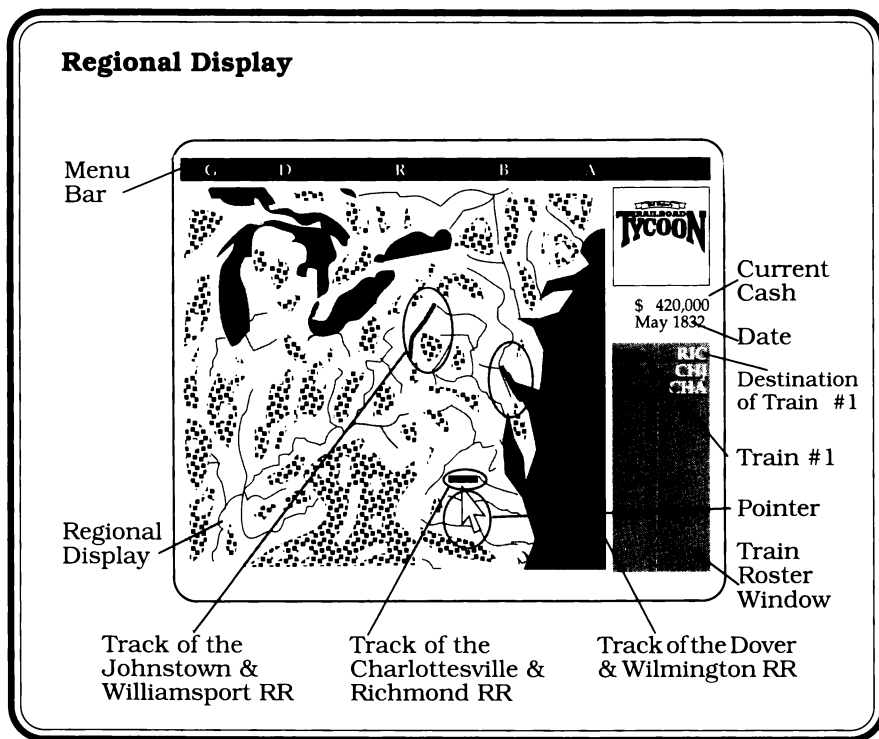 Regional Display
Menu
Bar
G D R B A
RAILROAD
TYCOON
Current
Cash
$ 420,000
May 1832
Date
RIC
CHI
CHA
Destination
of Train #1
Train #1
Pointer
Regional
Display
Train
Roster
Window
Track of the
Johnstown &
Williamsport RR
Track of the
Charlottesville &
Richmond RR
Track of the Dover
& Wilmington RR